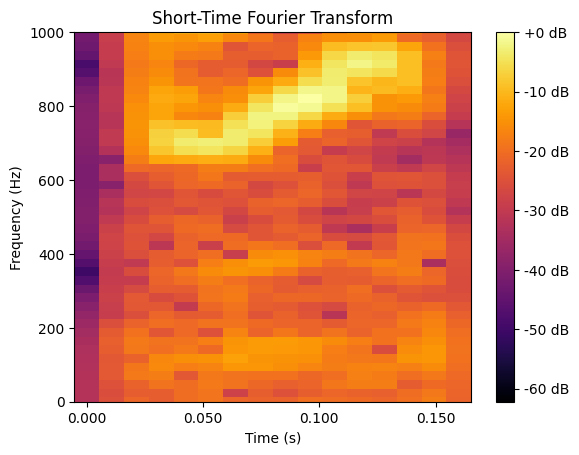 Short-Time Fourier Transform
1000
800
600
400
200
0
Frequency (Hz)
0.000
0.050
0.100
0.150
Time (s)
+0 dB
-10 dB
-20 dB
-30 dB
-40 dB
-50 dB
-60 dB